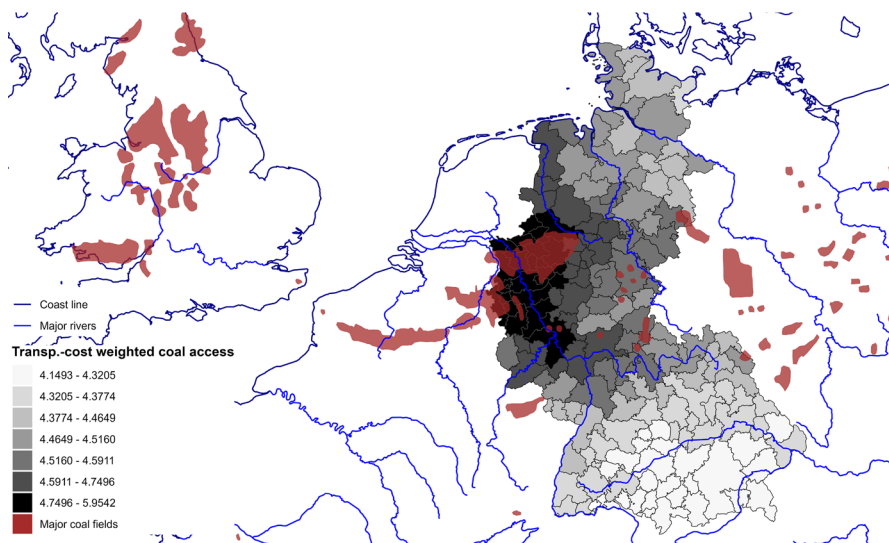 Coast line
Major rivers
Transp.-cost weighted coal access
4.1493 - 4.3205
4.3205 - 4.3774
4.3774 - 4.4649
4.4649 - 4.5160
4.5160 - 4.5911
4.5911 - 4.7496
4.7496 - 5.9542
Major coal fields